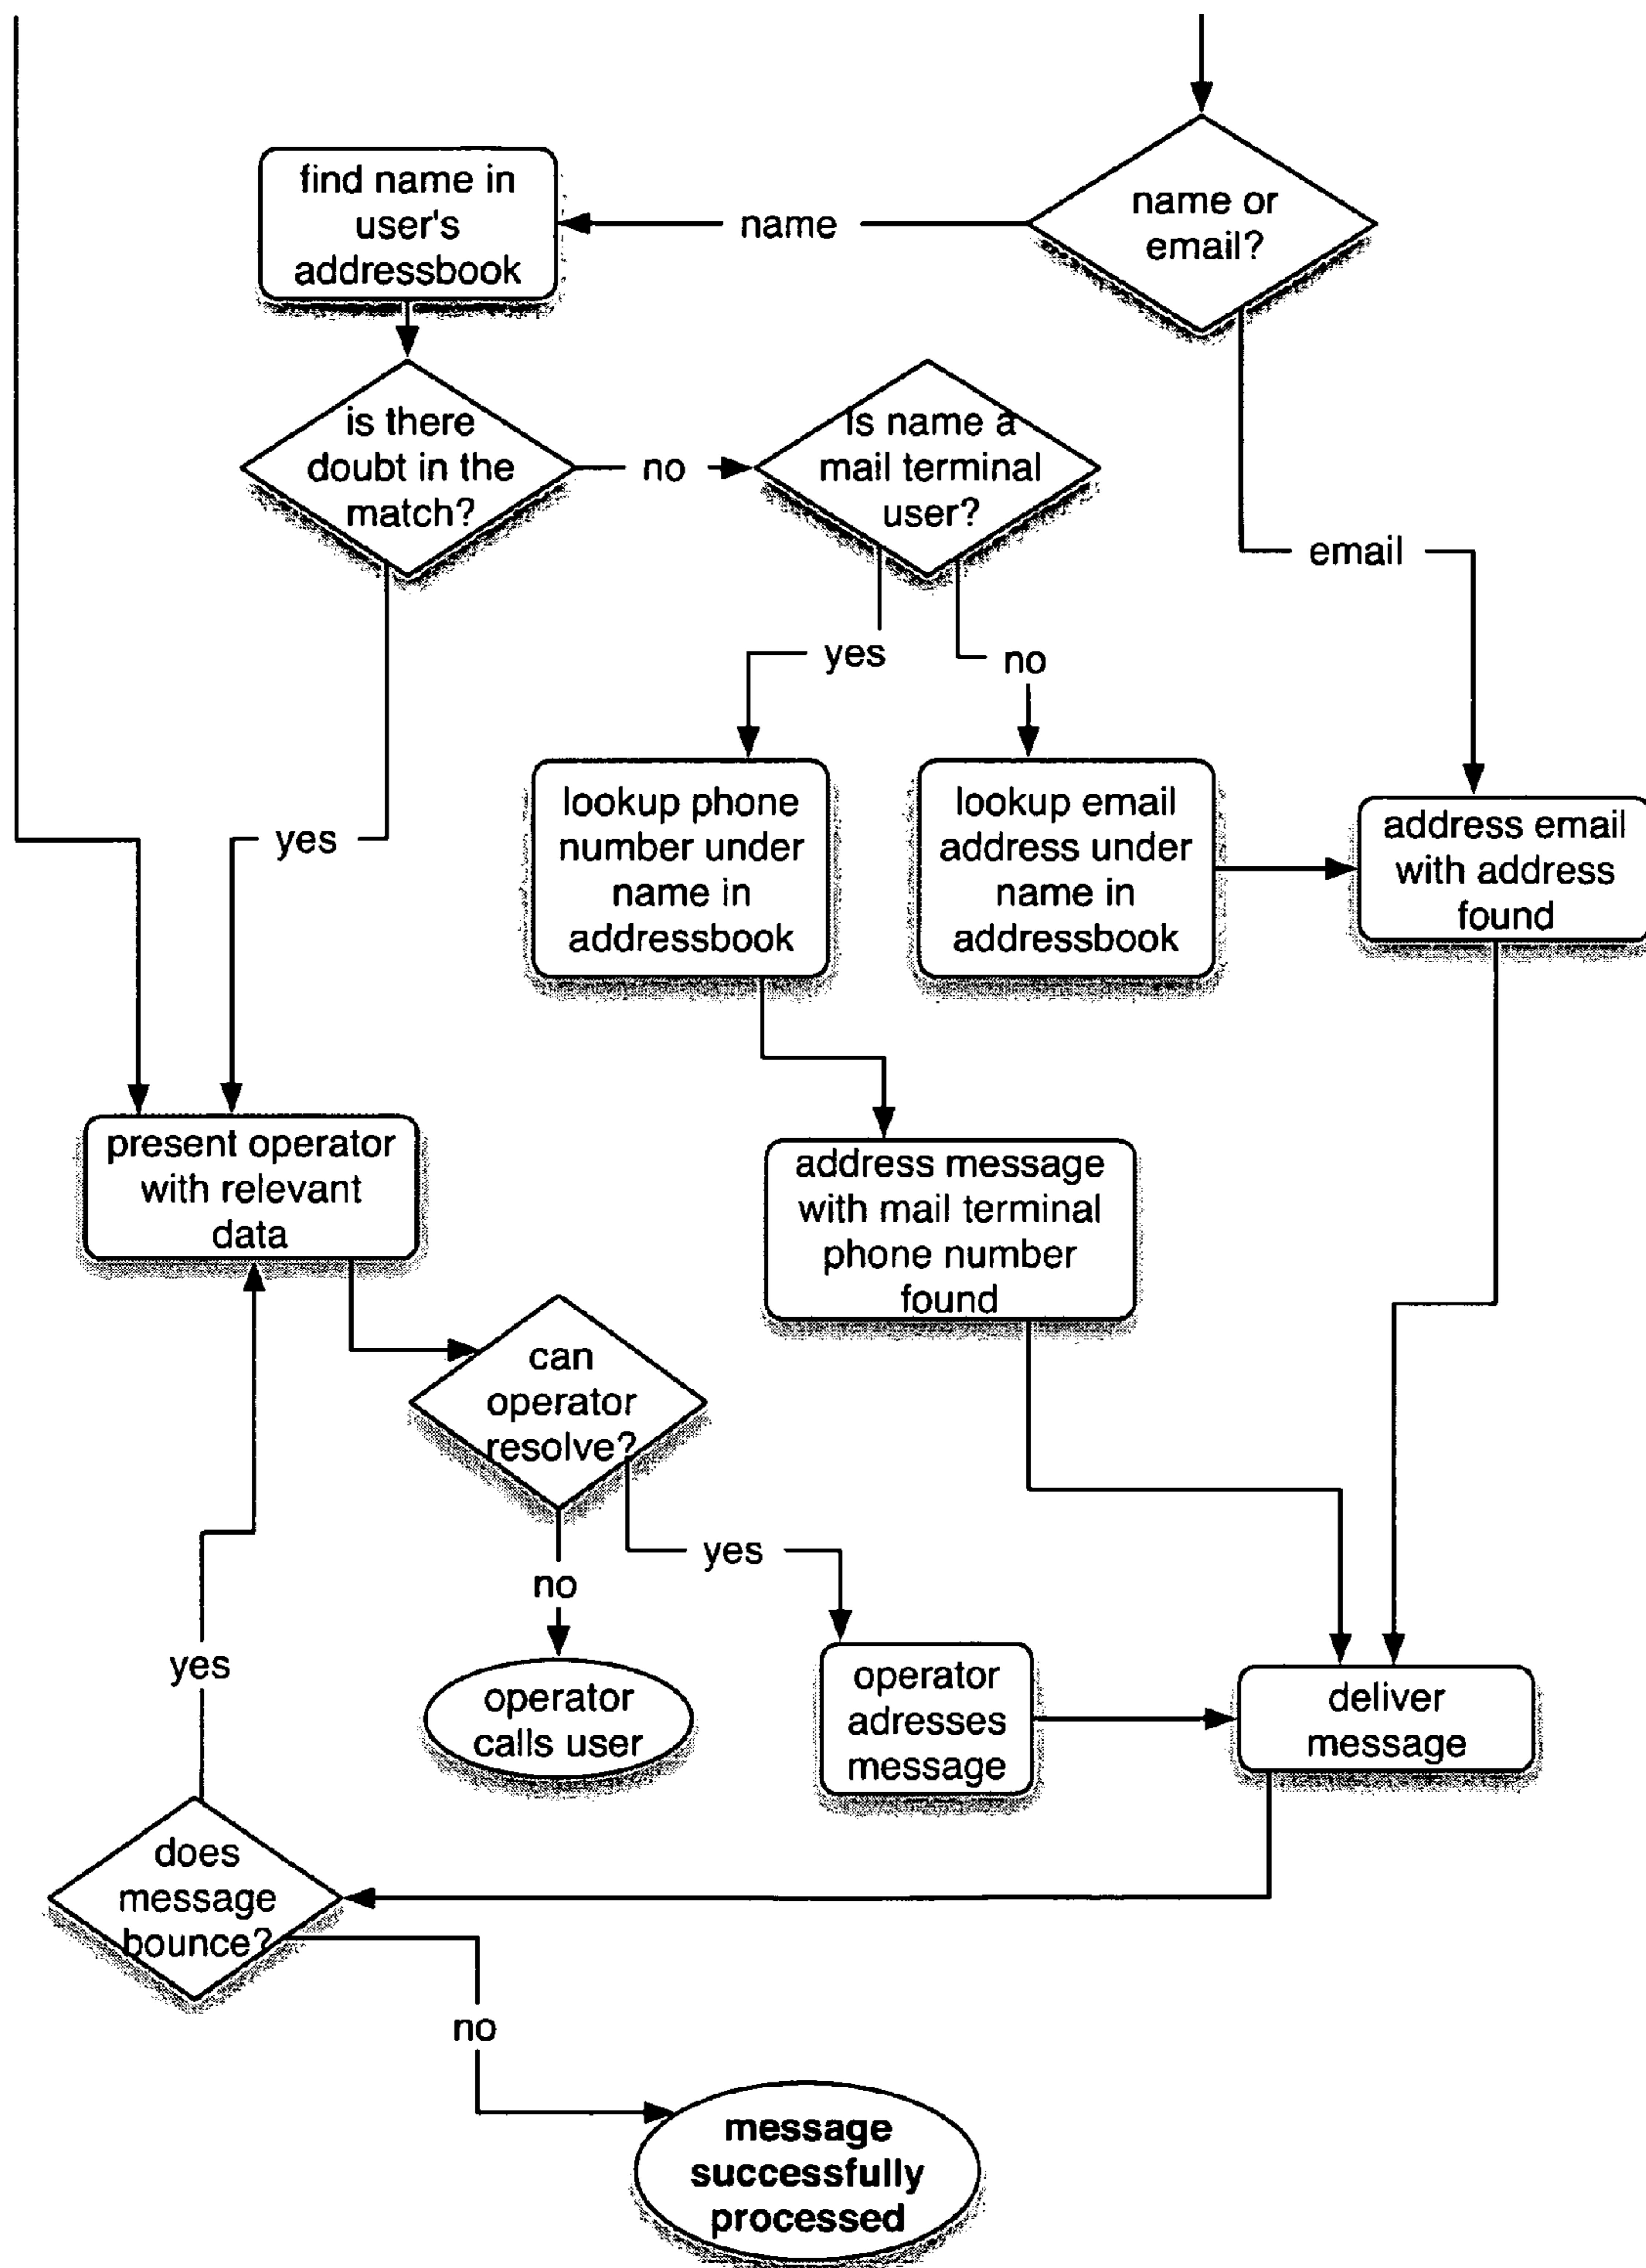 find name in
user's
addressbook
name
name or
email?
is there
doubt in the
match?
no
Is name a
mail terminal
user?
email
yes
no
lookup phone
number under
name in
addressbook
lookup email
address under
name in
addressbook
address email
with address
found
yes
present operator
with relevant
data
address message
with mail terminal
phone number
found
can
operator
resolve?
yes
no
yes
operator
calls user
operator
adresses
message
deliver
message
does
message
bounce?
no
message
successfully
processed